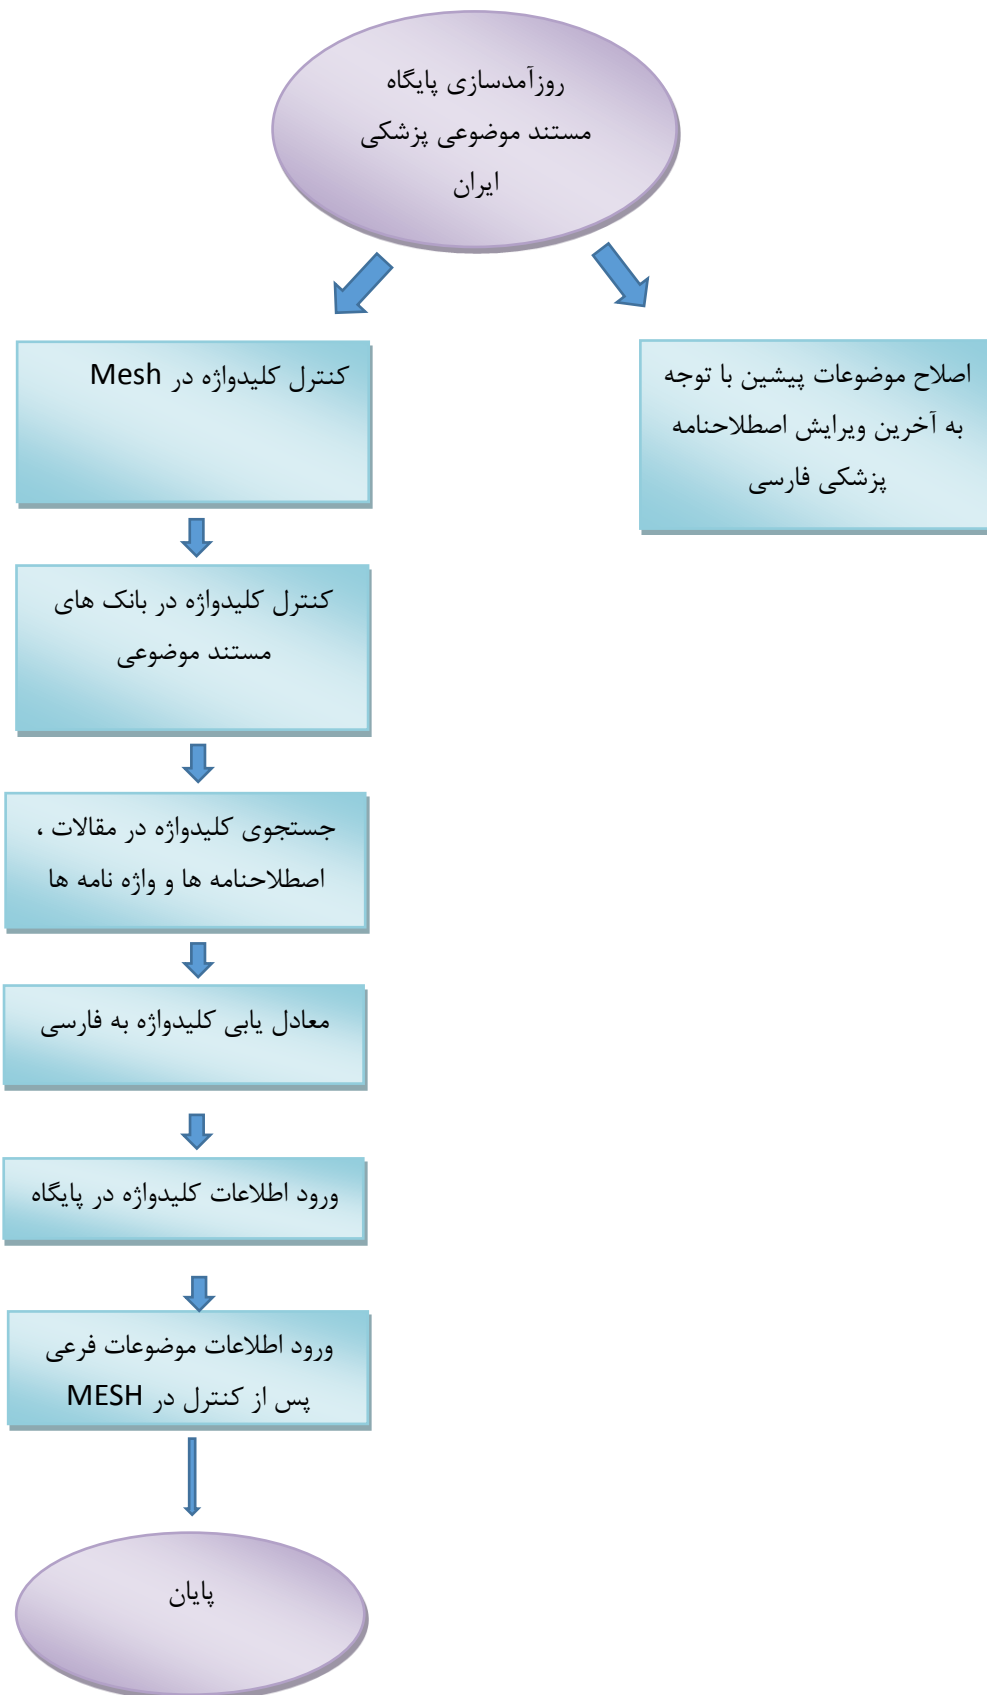 روزآمدسازی پایگاه
مستند موضوعی پزشکی
ایران
اصلاح موضوعات پیشین با توجه
به آخرین ویرایش اصطلاحنامه
پزشکی فارسی
کنترل کلیدواژه در Mesh
کنترل کلیدواژه در بانک های
مستند موضوعی
جستجوی کلیدواژه در مقالات ،
اصطلاحنامه ها و واژه نامه ها
معادل یابی کلیدواژه به فارسی
ورود اطلاعات کلیدواژه در پایگاه
ورود اطلاعات موضوعات فرعی
پس از کنترل در MESH
پایان